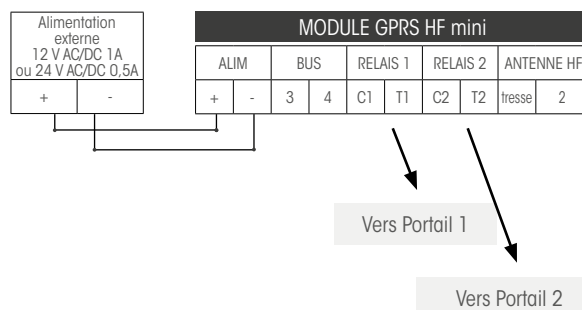 Alimentation
externe
12 V AC/DC 1A
ou 24 V AC/DC 0,5A
+ -
MODULE GPRS HF mini
ALIM BUS RELAIS 1 RELAIS 2 ANTENNE HF
+ - 3 4 C1 T1 C2 T2 tresse 2
Vers Portail 1
Vers Portail 2